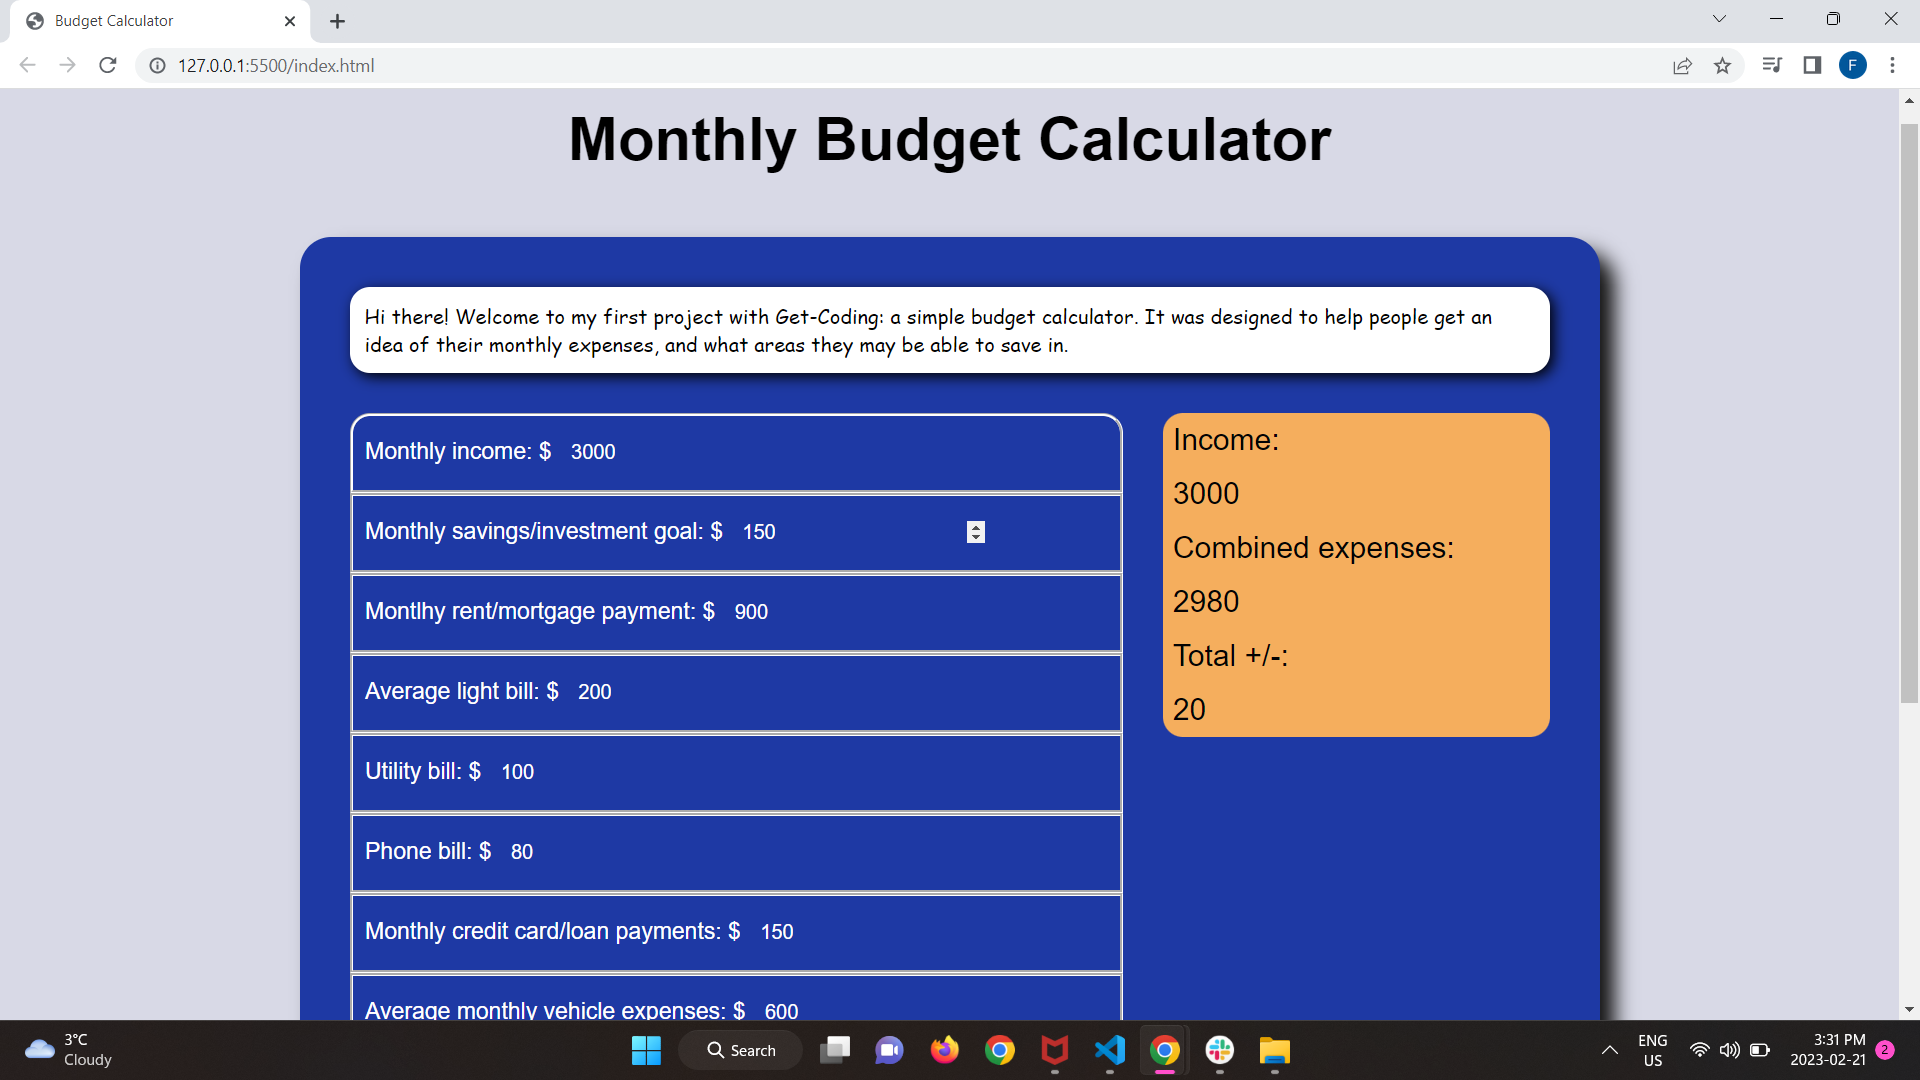 Budget Calculator
127.0.0.1:5500/index.html
F
Monthly Budget Calculator
Hi there! Welcome to my first project with Get-Coding: a simple budget calculator. It was designed to help people get an
idea of their monthly expenses, and what areas they may be able to save in.
Monthly income: $ 3000
Monthly savings/investment goal: $ 150
Montlhy rent/mortgage payment: $ 900
Average light bill: $ 200
Utility bill: $ 100
Phone bill: $ 80
Monthly credit card/loan payments: $ 150
Average monthly vehicle expenses: $ 600
Income:
3000
Combined expenses:
2980
Total +/-:
20
3°C
Cloudy
Search
ENG
US
3:31 PM
2023-02-21
2